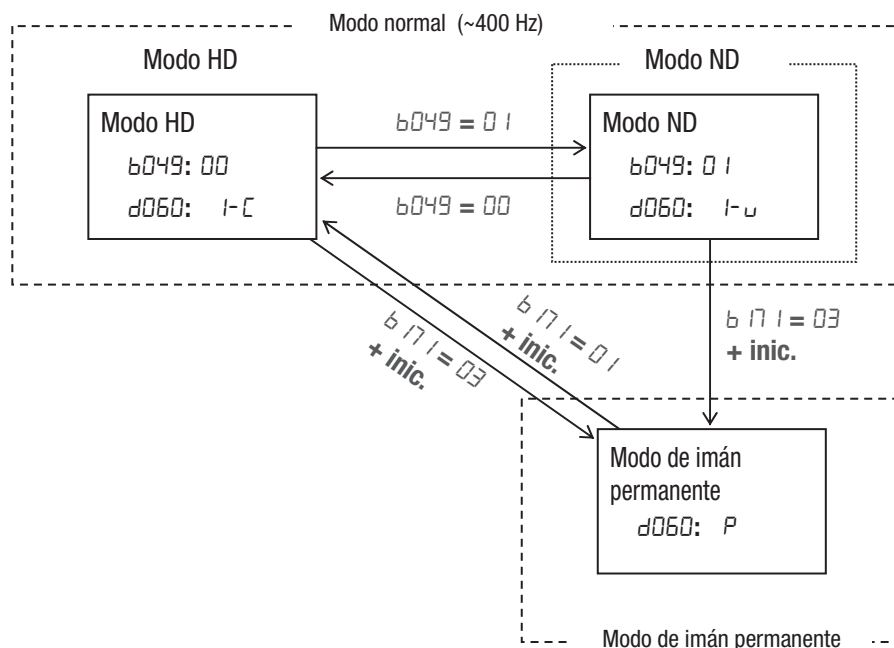 Modo normal (~400 Hz)
Modo HD
Modo ND
Modo HD
b049: 00
d060: I-C
b049 = 01
b049 = 00
Modo ND
b049: 01
d060: I-u
b171 = 03
+ inic.
b171 = 01
+ inic.
b171 = 03
+ inic.
Modo de imán
permanente
d060: P
Modo de imán permanente